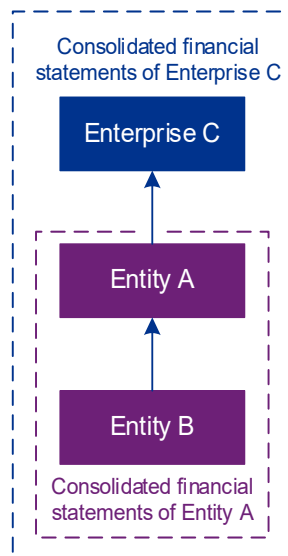 Consolidated financial
statements of Enterprise C
Enterprise C
Entity A
Entity B
Consolidated financial
statements of Entity A